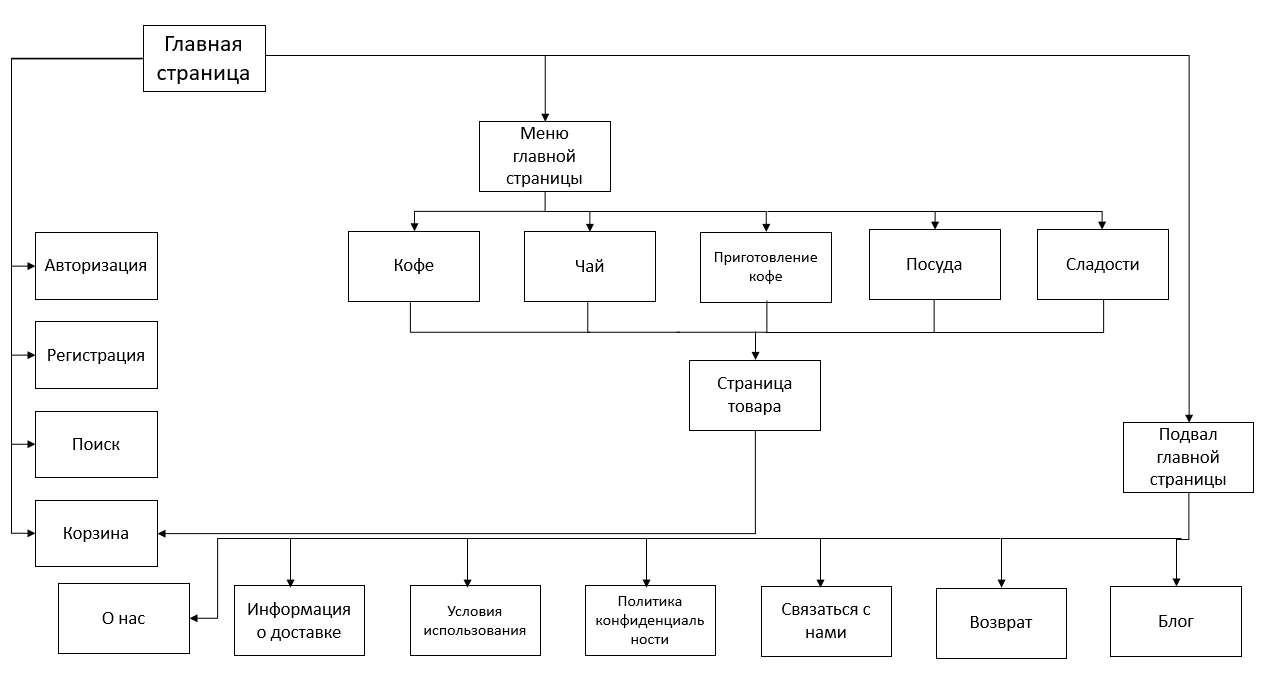 Главная
страница
Меню
главной
страницы
Авторизация
Кофе
Чай
Приготовление
кофе
Посуда
Сладости
Регистрация
Страница
товара
Поиск
Подвал
главной
страницы
Корзина
О нас
Информация
о доставке
Условия
использования
Политика
конфиденциаль
ности
Связаться с
нами
Возврат
Блог